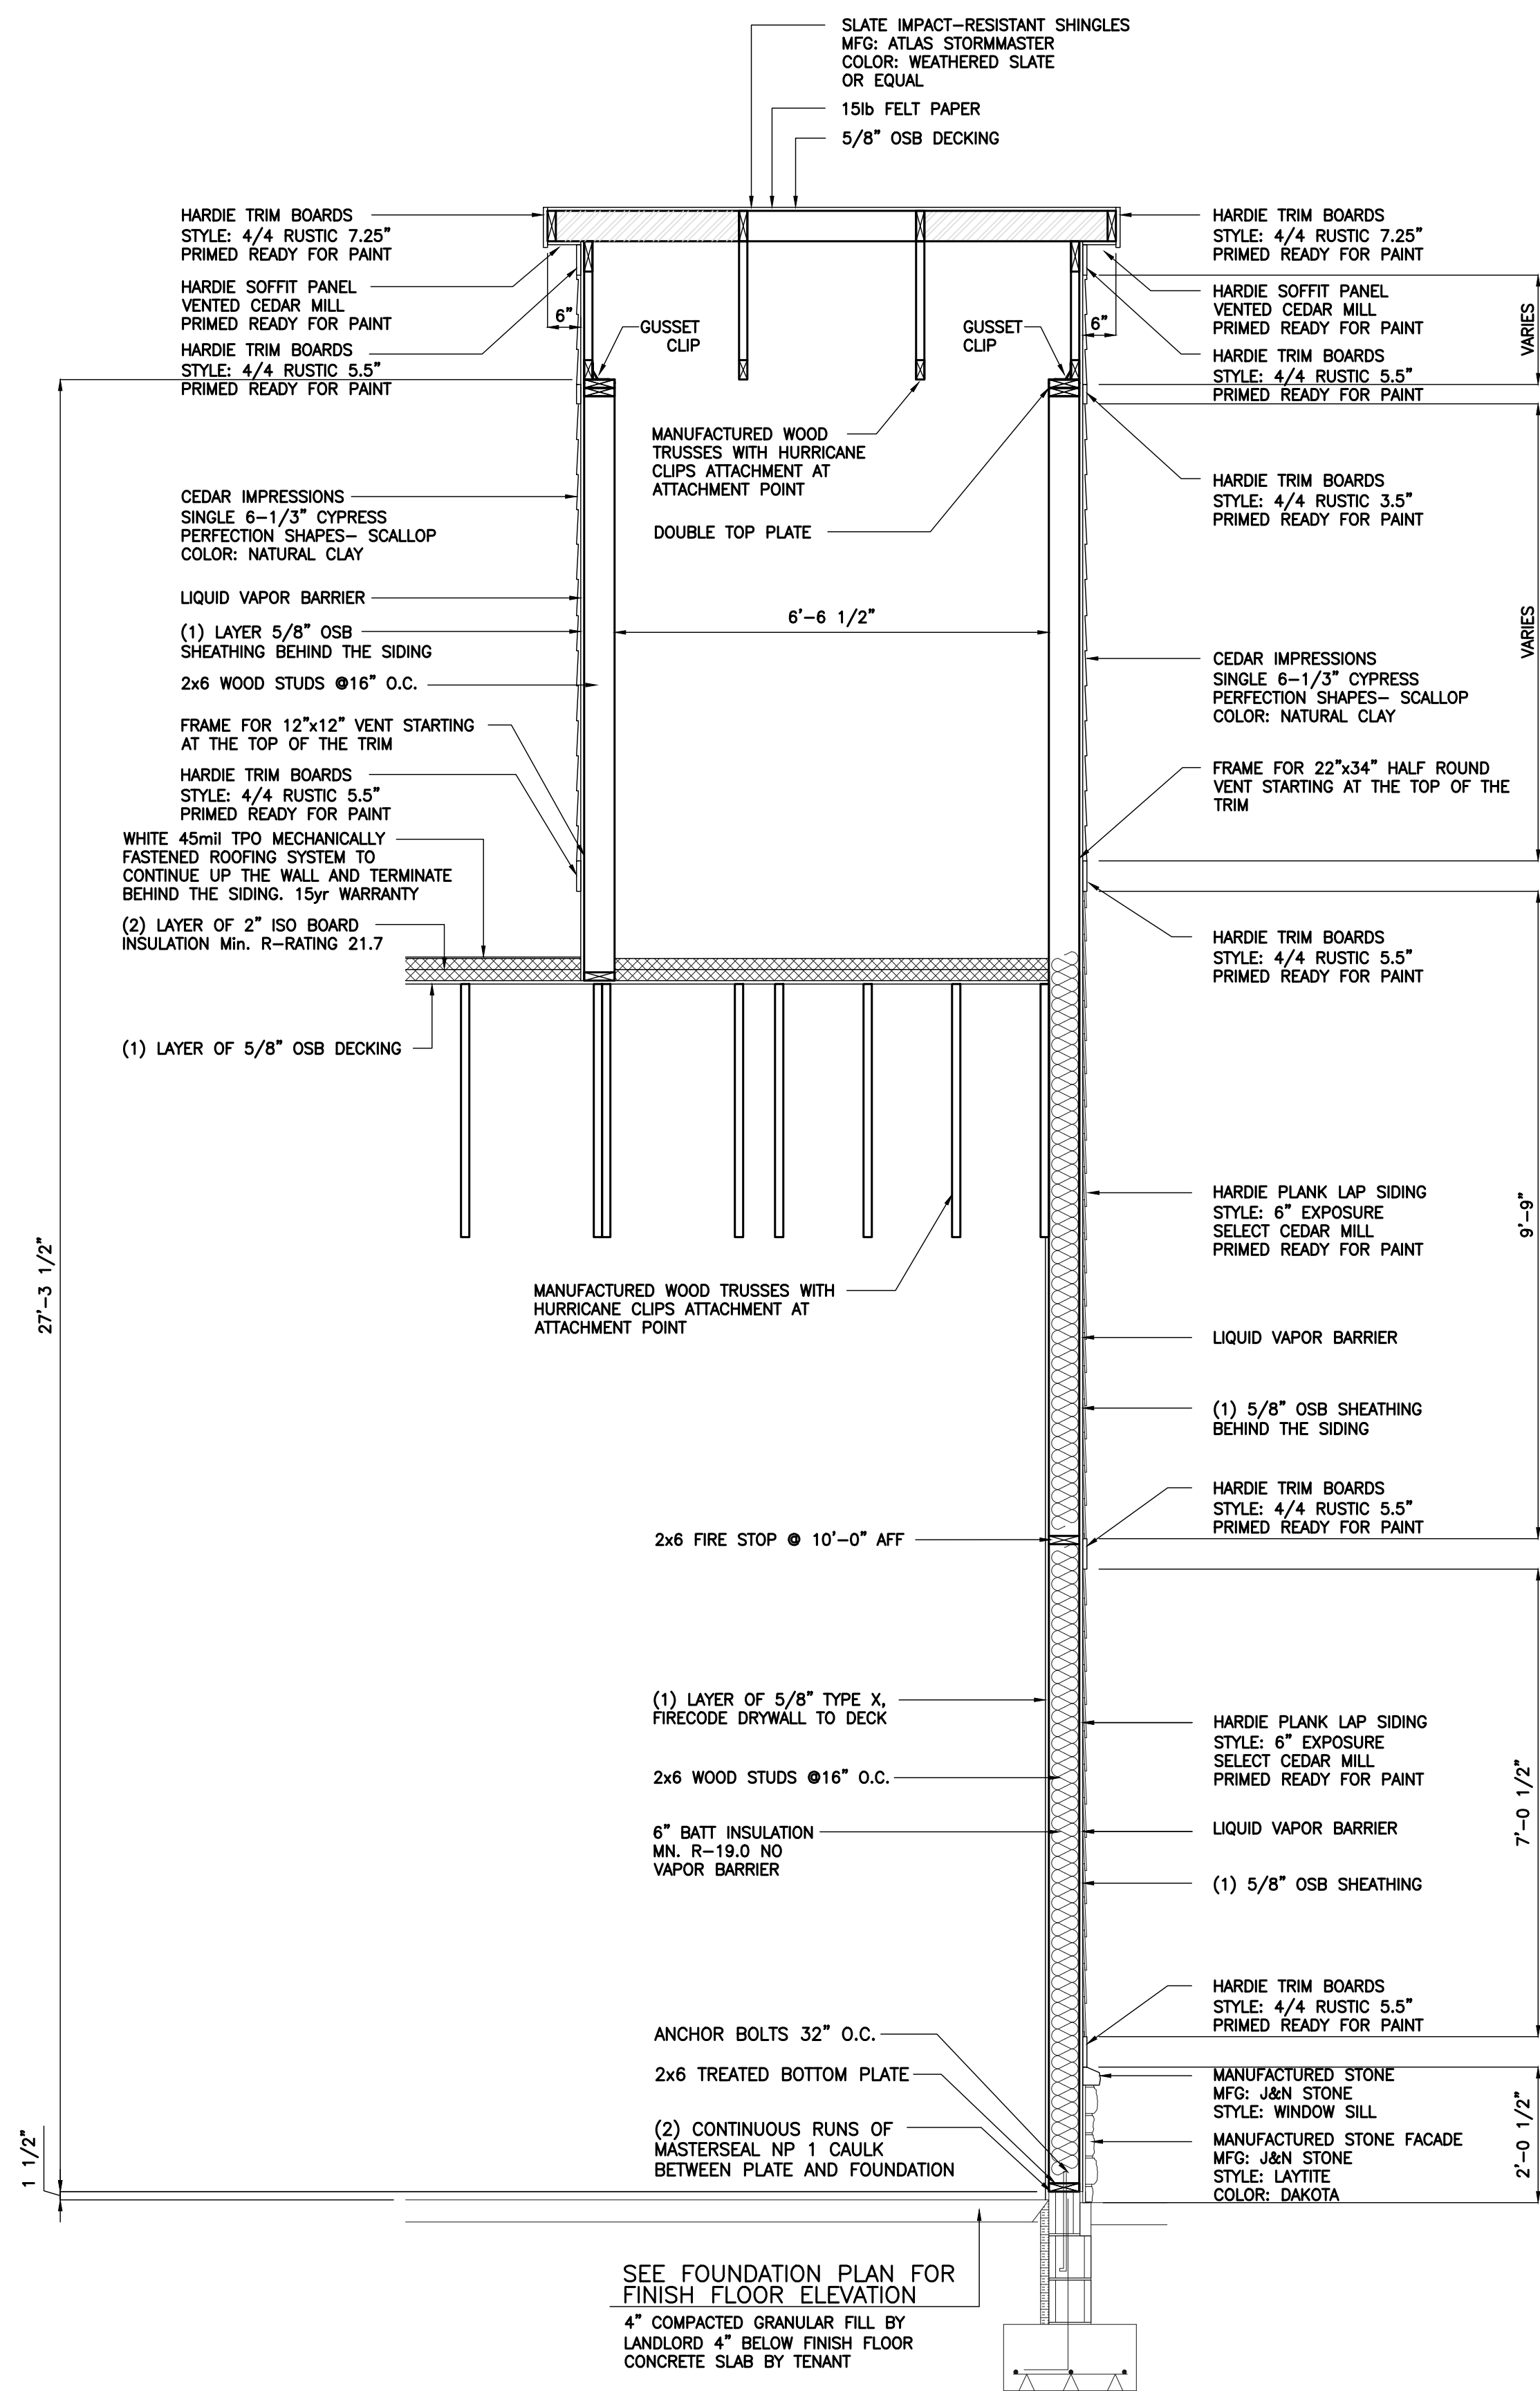 SLATE IMPACT-RESISTANT SHINGLES
MFG: ATLAS STORMMASTER
COLOR: WEATHERED SLATE
OR EQUAL
15lb FELT PAPER
5/8" OSB DECKING
HARDIE TRIM BOARDS
STYLE: 4/4 RUSTIC 7.25"
PRIMED READY FOR PAINT
HARDIE SOFFIT PANEL
VENTED CEDAR MILL
PRIMED READY FOR PAINT
HARDIE TRIM BOARDS
STYLE: 4/4 RUSTIC 5.5"
PRIMED READY FOR PAINT
6"
GUSSET
CLIP
GUSSET
CLIP
6"
HARDIE TRIM BOARDS
STYLE: 4/4 RUSTIC 7.25"
PRIMED READY FOR PAINT
HARDIE SOFFIT PANEL
VENTED CEDAR MILL
PRIMED READY FOR PAINT
HARDIE TRIM BOARDS
STYLE: 4/4 RUSTIC 5.5"
PRIMED READY FOR PAINT
VARIES
MANUFACTURED WOOD
TRUSSES WITH HURRICANE
CLIPS ATTACHMENT AT
ATTACHMENT POINT
DOUBLE TOP PLATE
HARDIE TRIM BOARDS
STYLE: 4/4 RUSTIC 3.5"
PRIMED READY FOR PAINT
CEDAR IMPRESSIONS
SINGLE 6-1/3" CYPRESS
PERFECTION SHAPES- SCALLOP
COLOR: NATURAL CLAY
LIQUID VAPOR BARRIER
(1) LAYER 5/8" OSB
SHEATHING BEHIND THE SIDING
2x6 WOOD STUDS @16" O.C.
FRAME FOR 12"x12" VENT STARTING
AT THE TOP OF THE TRIM
HARDIE TRIM BOARDS
STYLE: 4/4 RUSTIC 5.5"
PRIMED READY FOR PAINT
WHITE 45mil TPO MECHANICALLY
FASTENED ROOFING SYSTEM TO
CONTINUE UP THE WALL AND TERMINATE
BEHIND THE SIDING. 15yr WARRANTY
(2) LAYER OF 2" ISO BOARD
INSULATION Min. R-RATING 21.7
(1) LAYER OF 5/8" OSB DECKING
6'-6 1/2"
VARIES
CEDAR IMPRESSIONS
SINGLE 6-1/3" CYPRESS
PERFECTION SHAPES- SCALLOP
COLOR: NATURAL CLAY
FRAME FOR 22"x34" HALF ROUND
VENT STARTING AT THE TOP OF THE
TRIM
HARDIE TRIM BOARDS
STYLE: 4/4 RUSTIC 5.5"
PRIMED READY FOR PAINT
HARDIE PLANK LAP SIDING
STYLE: 6" EXPOSURE
SELECT CEDAR MILL
PRIMED READY FOR PAINT
9'-9"
27'-3 1/2"
MANUFACTURED WOOD TRUSSES WITH
HURRICANE CLIPS ATTACHMENT AT
ATTACHMENT POINT
LIQUID VAPOR BARRIER
(1) 5/8" OSB SHEATHING
BEHIND THE SIDING
HARDIE TRIM BOARDS
STYLE: 4/4 RUSTIC 5.5"
PRIMED READY FOR PAINT
2x6 FIRE STOP @ 10'-0" AFF
(1) LAYER OF 5/8" TYPE X,
FIRECODE DRYWALL TO DECK
2x6 WOOD STUDS @16" O.C.
6" BATT INSULATION
MN. R-19.0 NO
VAPOR BARRIER
HARDIE PLANK LAP SIDING
STYLE: 6" EXPOSURE
SELECT CEDAR MILL
PRIMED READY FOR PAINT
7'-0 1/2"
LIQUID VAPOR BARRIER
(1) 5/8" OSB SHEATHING
HARDIE TRIM BOARDS
STYLE: 4/4 RUSTIC 5.5"
PRIMED READY FOR PAINT
ANCHOR BOLTS 32" O.C.
2x6 TREATED BOTTOM PLATE
(2) CONTINUOUS RUNS OF
MASTERSEAL NP 1 CAULK
BETWEEN PLATE AND FOUNDATION
MANUFACTURED STONE
MFG: J&N STONE
STYLE: WINDOW SILL
MANUFACTURED STONE FACADE
MFG: J&N STONE
STYLE: LAYTITE
COLOR: DAKOTA
2'-0 1/2"
1 1/2"
SEE FOUNDATION PLAN FOR
FINISH FLOOR ELEVATION
4" COMPACTED GRANULAR FILL BY
LANDLORD 4" BELOW FINISH FLOOR
CONCRETE SLAB BY TENANT